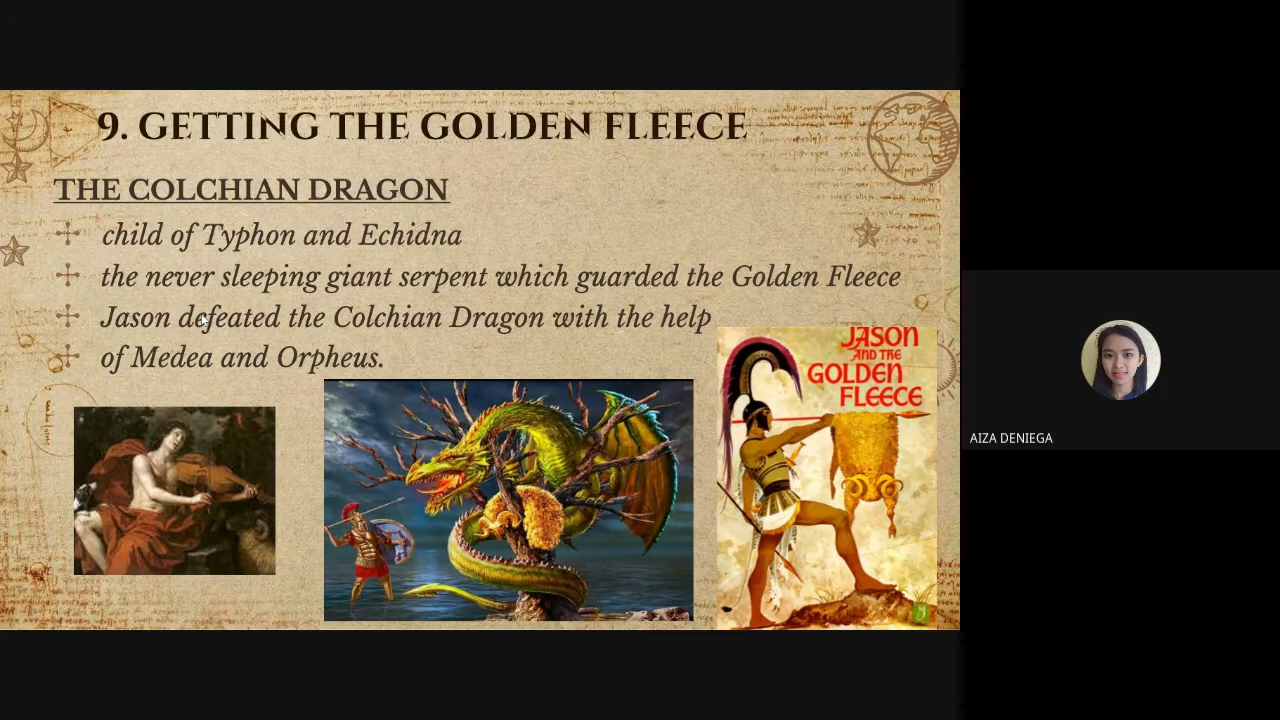 9. GETTING THE GOLDEN FLEECE
THE COLCHIAN DRAGON
child of Typhon and Echidna
the never sleeping giant serpent which guarded the Golden Fleece
Jason defeated the Colchian Dragon with the help
of Medea and Orpheus.
JASON
AND THE
GOLDEN
FLEECE
AIZA DENIEGA